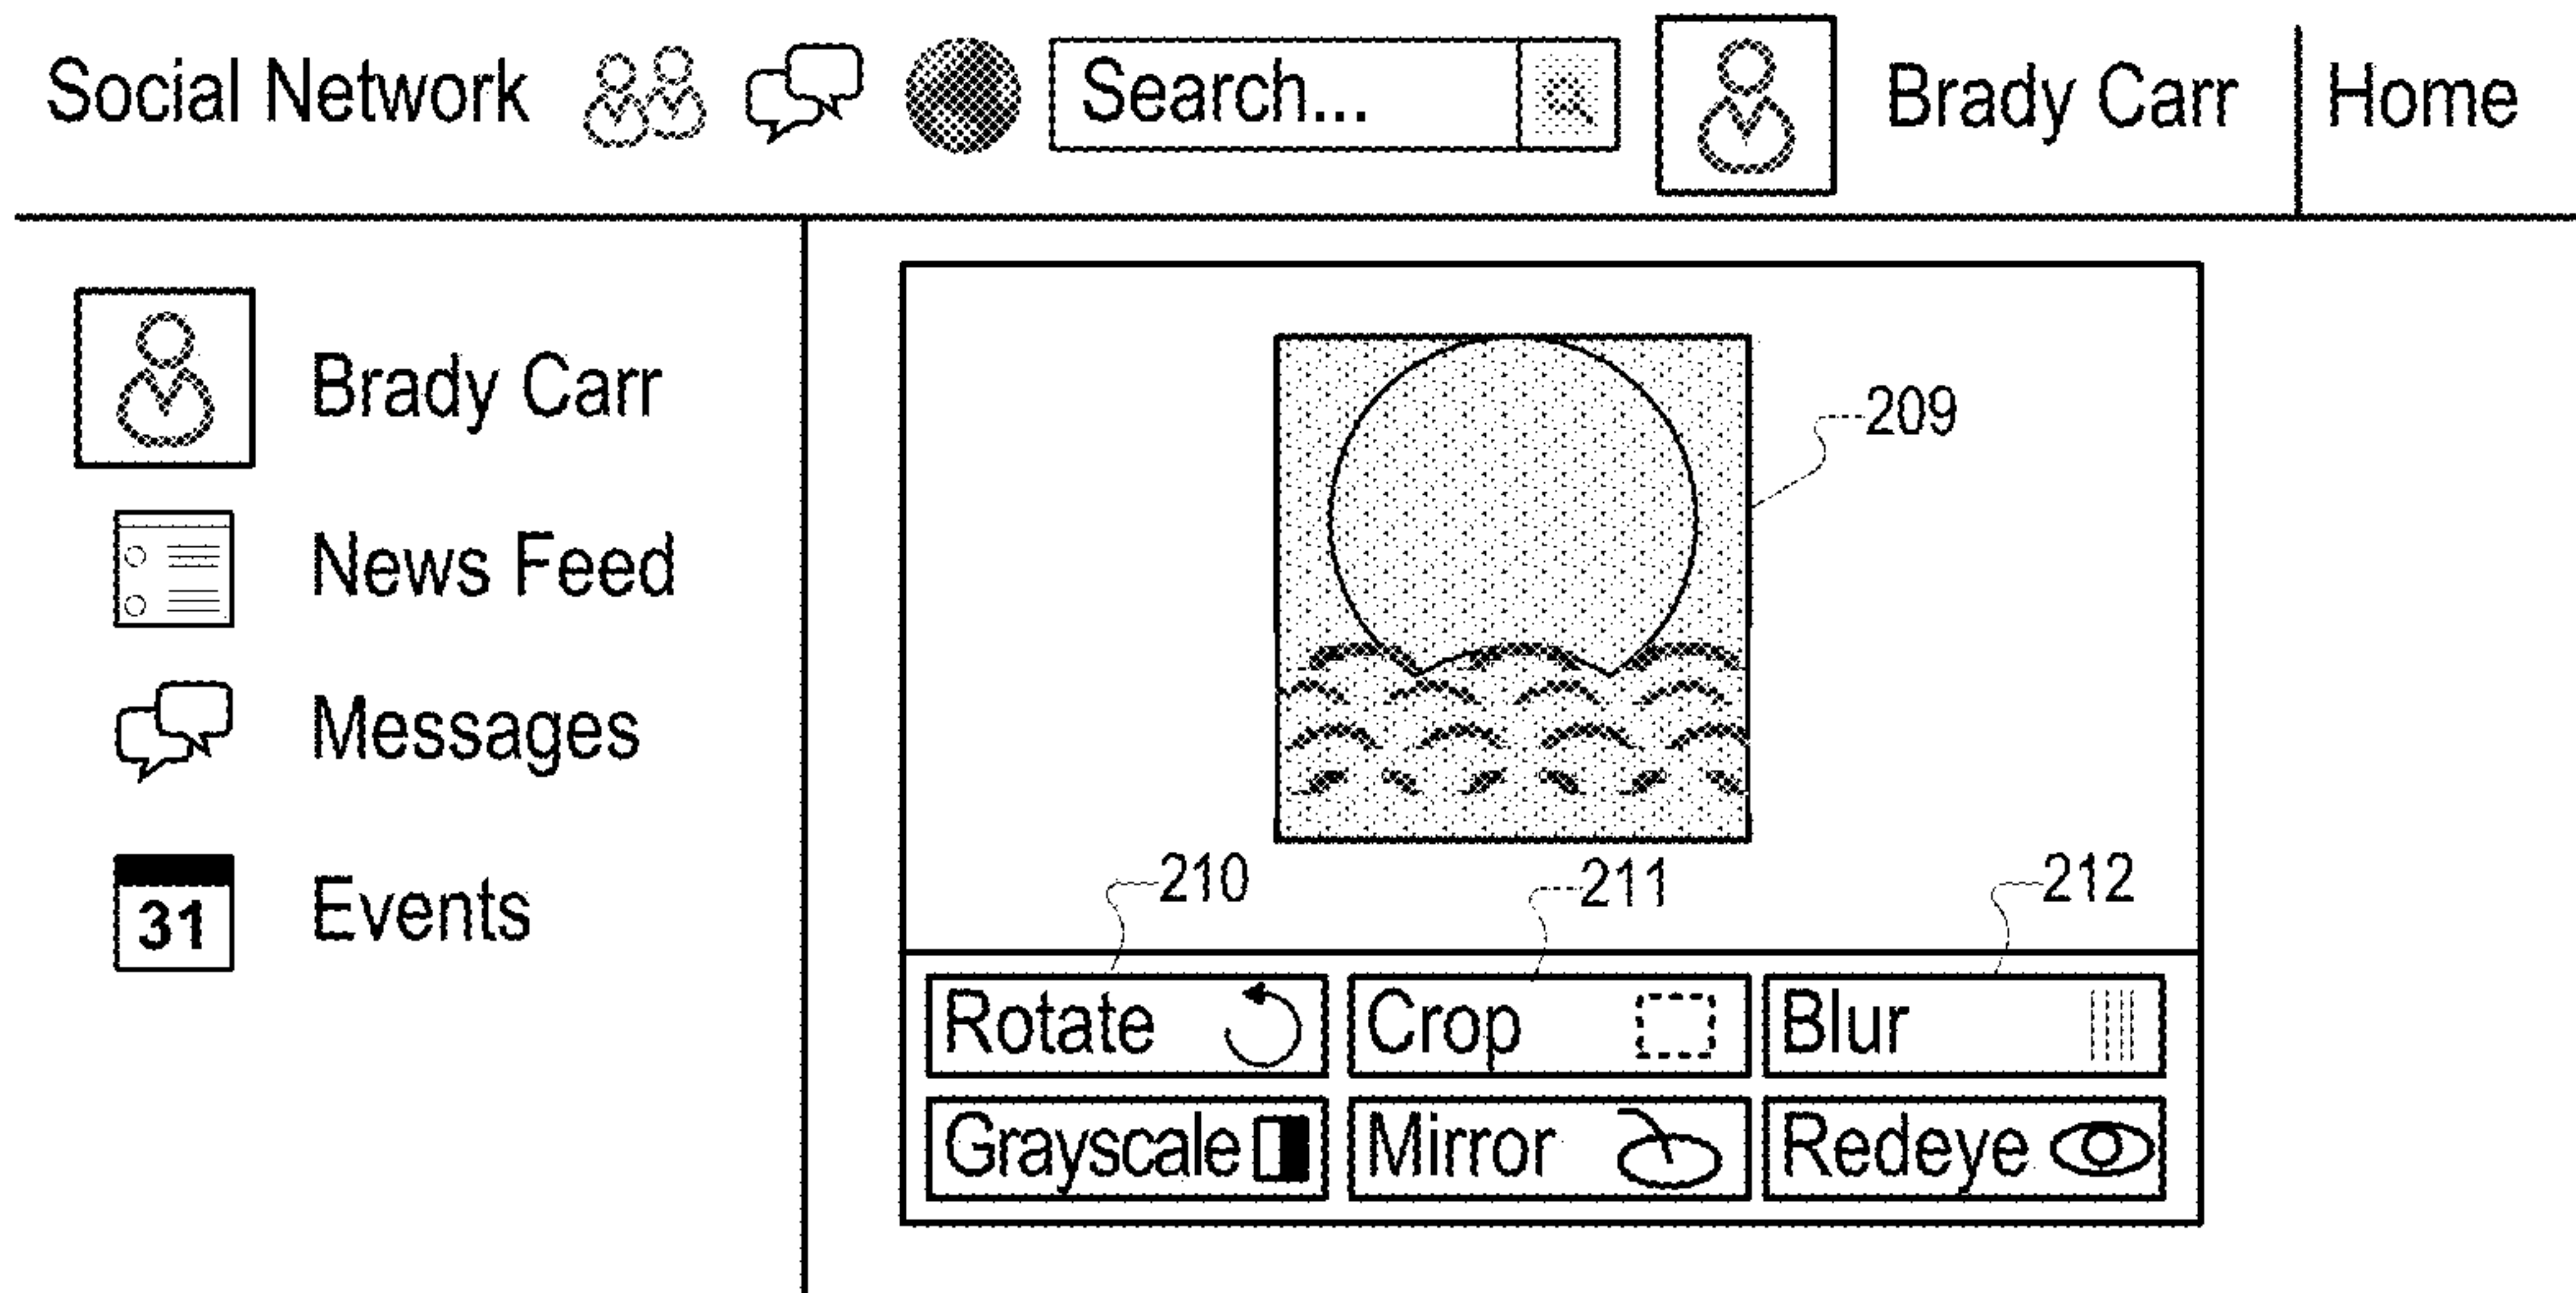 Social Network Search... Brady Carr Home
Brady Carr
News Feed
Messages
31 Events
209
210 211 212
Rotate Crop Blur
Grayscale Mirror Redeye